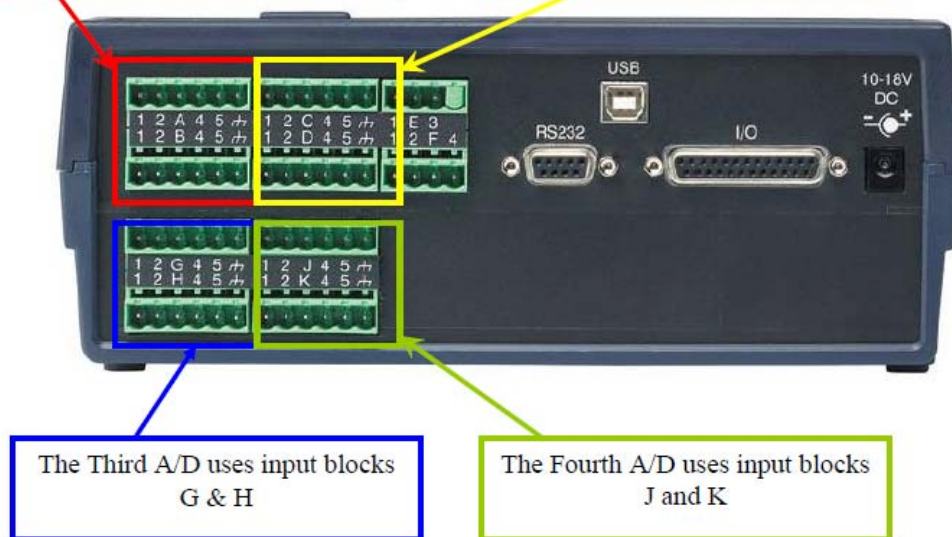 USB
10-18V
DC
- +
RS232
I/O
1 2 A 4 5
1 2 B 4 5
1 2 C 4 5
1 2 D 4 5
1 E 3
1 2 F 4
1 2 G 4 5
1 2 H 4 5
1 2 J 4 5
1 2 K 4 5
The Third A/D uses input blocks
G & H
The Fourth A/D uses input blocks
J and K